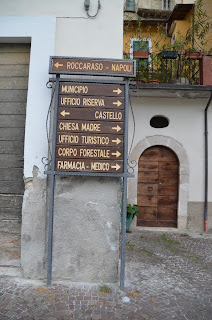 ROCCARASO - NAPOLI
MUNICIPIO
UFFICIO RISERVA
CASTELLO
CHIESA MADRE
UFFICIO TURISTICO
CORPO FORESTALE
FARMACIA - MEDICO